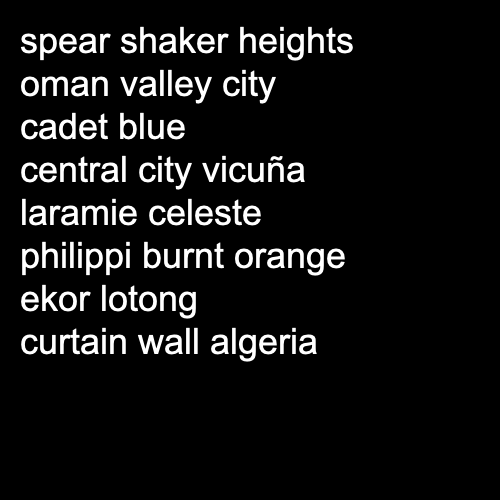 spear shaker heights
oman valley city
cadet blue
central city vicuña
laramie celeste
philippi burnt orange
ekor lotong
curtain wall algeria